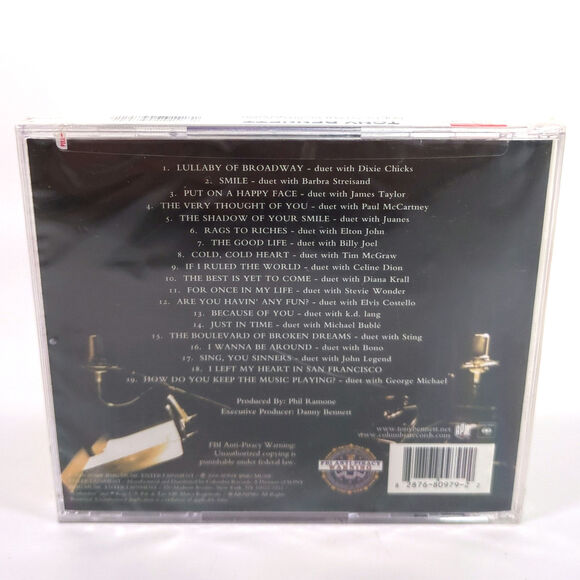 TONY BENNETT
1. LULLABY OF BROADWAY - duet with Dixie Chicks
2. SMILE - duet with Barbra Streisand
3. PUT ON A HAPPY FACE - duet with James Taylor
4. THE VERY THOUGHT OF YOU - duet with Paul McCartney
5. THE SHADOW OF YOUR SMILE - duet with Juanes
6. RAGS TO RICHES - duet with Elton John
7. THE GOOD LIFE - duet with Billy Joel
8. COLD, COLD HEART - duet with Tim McGraw
9. IF I RULED THE WORLD - duet with Celine Dion
10. THE BEST IS YET TO COME - duet with Diana Krall
11. FOR ONCE IN MY LIFE - duet with Stevie Wonder
12. ARE YOU HAVIN' ANY FUN? - duet with Elvis Costello
13. BECAUSE OF YOU - duet with k.d. lang
14. JUST IN TIME - duet with Michael Bublé
15. THE BOULEVARD OF BROKEN DREAMS - duet with Sting
16. I WANNA BE AROUND - duet with Bono
17. SING, YOU SINNERS - duet with John Legend
18. I LEFT MY HEART IN SAN FRANCISCO
19. HOW DO YOU KEEP THE MUSIC PLAYING? - duet with George Michael
Produced By: Phil Ramone
Executive Producer: Danny Bennett
www.tonybennett.net
www.columbiarecords.com
FBI Anti-Piracy Warning:
Unauthorized copying is
punishable under federal law.
FBI ANTI-PIRACY
8 2876-80979-2 2